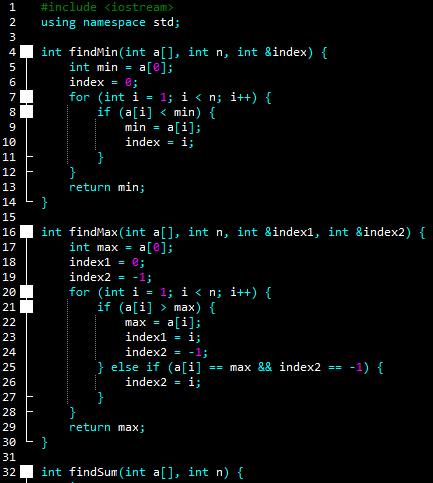 1 #include <iostream>
2 using namespace std;
3
4 int findMin(int a[], int n, int &index) {
5     int min = a[0];
6     index = 0;
7     for (int i = 1; i < n; i++) {
8         if (a[i] < min) {
9             min = a[i];
10             index = i;
11         }
12     }
13     return min;
14 }
15
16 int findMax(int a[], int n, int &index1, int &index2) {
17     int max = a[0];
18     index1 = 0;
19     index2 = -1;
20     for (int i = 1; i < n; i++) {
21         if (a[i] > max) {
22             max = a[i];
23             index1 = i;
24             index2 = -1;
25         } else if (a[i] == max && index2 == -1) {
26             index2 = i;
27         }
28     }
29     return max;
30 }
31
32 int findSum(int a[], int n) {